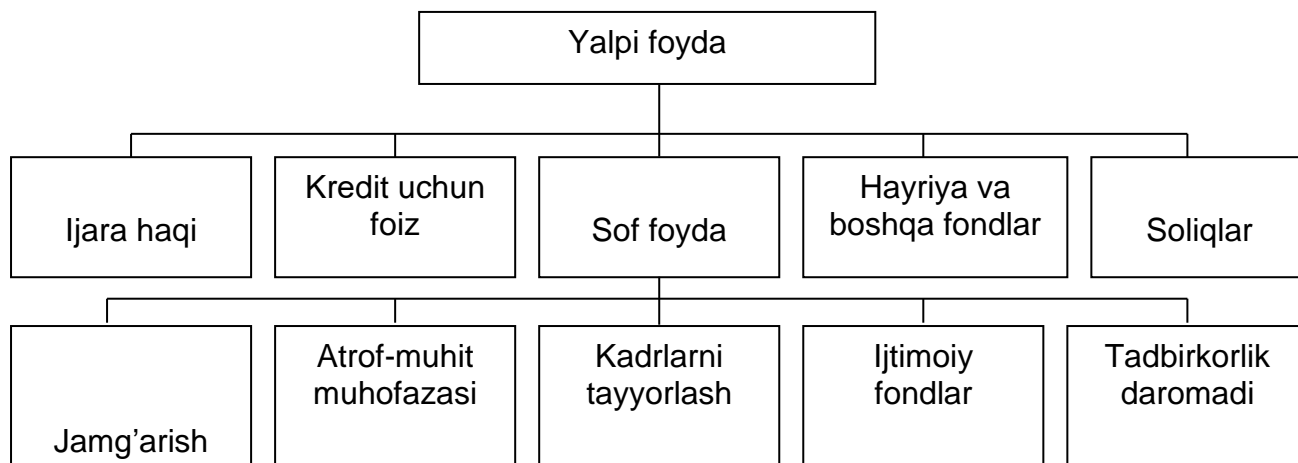 Yalpi foyda
Ijara haqi
Kredit uchun
foiz
Sof foyda
Hayriya va
boshqa fondlar
Soliqlar
Jamg’arish
Atrof-muhit
muhofazasi
Kadrlarni
tayyorlash
Ijtimoiy
fondlar
Tadbirkorlik
daromadi